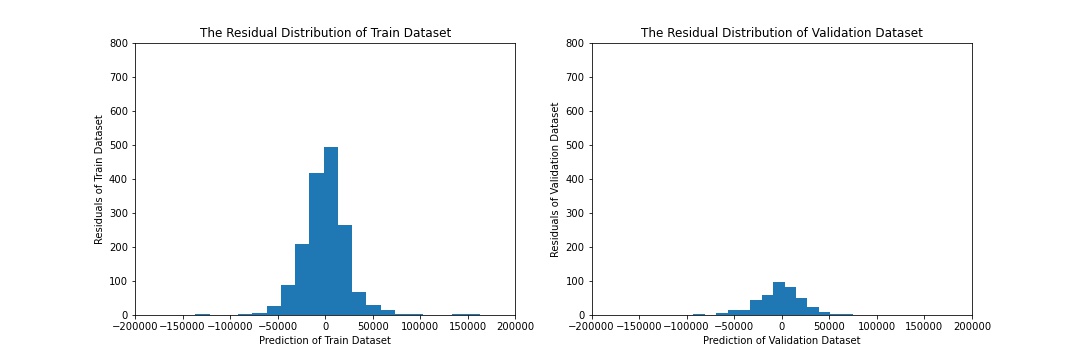 The Residual Distribution of Train Dataset
800
700
600
500
400
300
200
100
0
Residuals of Train Dataset
−200000 −150000 −100000 −50000 0 50000 100000 150000 200000
Prediction of Train Dataset
The Residual Distribution of Validation Dataset
800
700
600
500
400
300
200
100
0
Residuals of Validation Dataset
−200000 −150000 −100000 −50000 0 50000 100000 150000 200000
Prediction of Validation Dataset